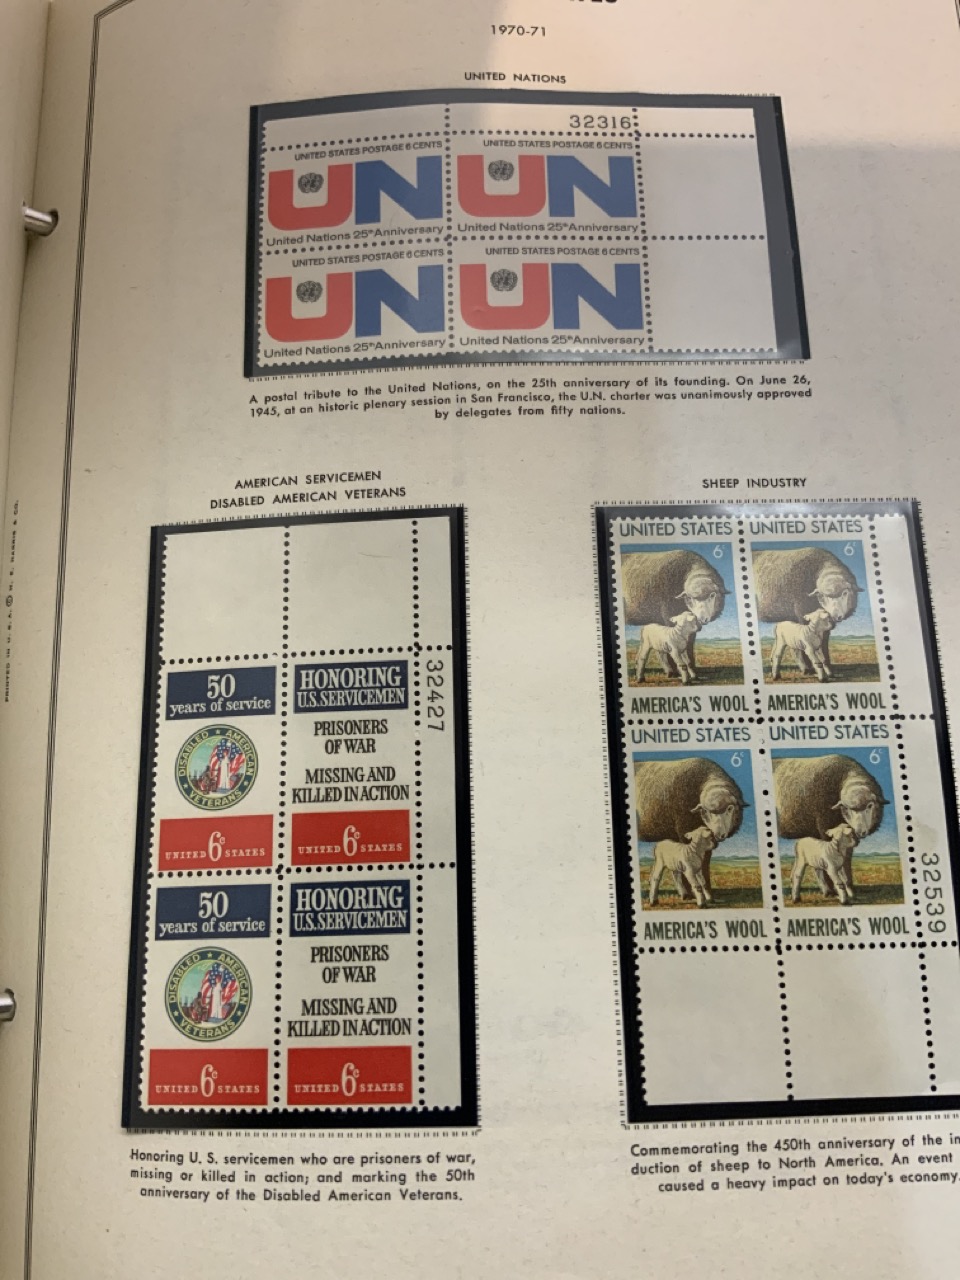 1970-71
UNITED NATIONS
32316
UNITED STATES POSTAGE 6 CENTS
UN
United Nations 25th Anniversary
UNITED STATES POSTAGE 6 CENTS
UN
United Nations 25th Anniversary
UNITED STATES POSTAGE 6 CENTS
UN
United Nations 25th Anniversary
UNITED STATES POSTAGE 6 CENTS
UN
United Nations 25th Anniversary
A postal tribute to the United Nations, on the 25th anniversary of its founding. On June 26,
1945, at an historic plenary session in San Francisco, the U.N. charter was unanimously approved
by delegates from fifty nations.
AMERICAN SERVICEMEN
DISABLED AMERICAN VETERANS
32427
50
years of service
DISABLED AMERICAN VETERANS
UNITED 6c STATES
HONORING
U.S. SERVICEMEN
PRISONERS
OF WAR
MISSING AND
KILLED IN ACTION
UNITED 6c STATES
50
years of service
DISABLED AMERICAN VETERANS
UNITED 6c STATES
HONORING
U.S. SERVICEMEN
PRISONERS
OF WAR
MISSING AND
KILLED IN ACTION
UNITED 6c STATES
Honoring U. S. servicemen who are prisoners of war,
missing or killed in action; and marking the 50th
anniversary of the Disabled American Veterans.
SHEEP INDUSTRY
UNITED STATES
6c
AMERICA'S WOOL
UNITED STATES
6c
AMERICA'S WOOL
UNITED STATES
6c
AMERICA'S WOOL
UNITED STATES
6c
AMERICA'S WOOL
32539
Commemorating the 450th anniversary of the in
duction of sheep to North America. An event
caused a heavy impact on today's economy.
PRINTED IN U. S. A. © H. E. HARRIS & CO.